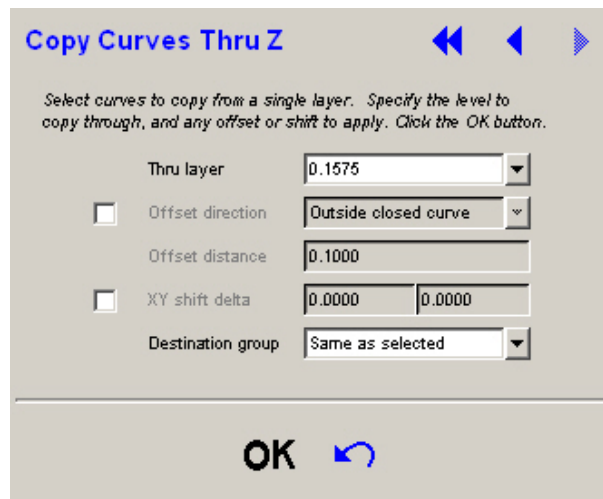 Copy Curves Thru Z
Select curves to copy from a single layer. Specify the level to
copy through, and any offset or shift to apply. Click the OK button.
Thru layer 0.1575
Offset direction Outside closed curve
Offset distance 0.1000
XY shift delta 0.0000 0.0000
Destination group Same as selected
OK